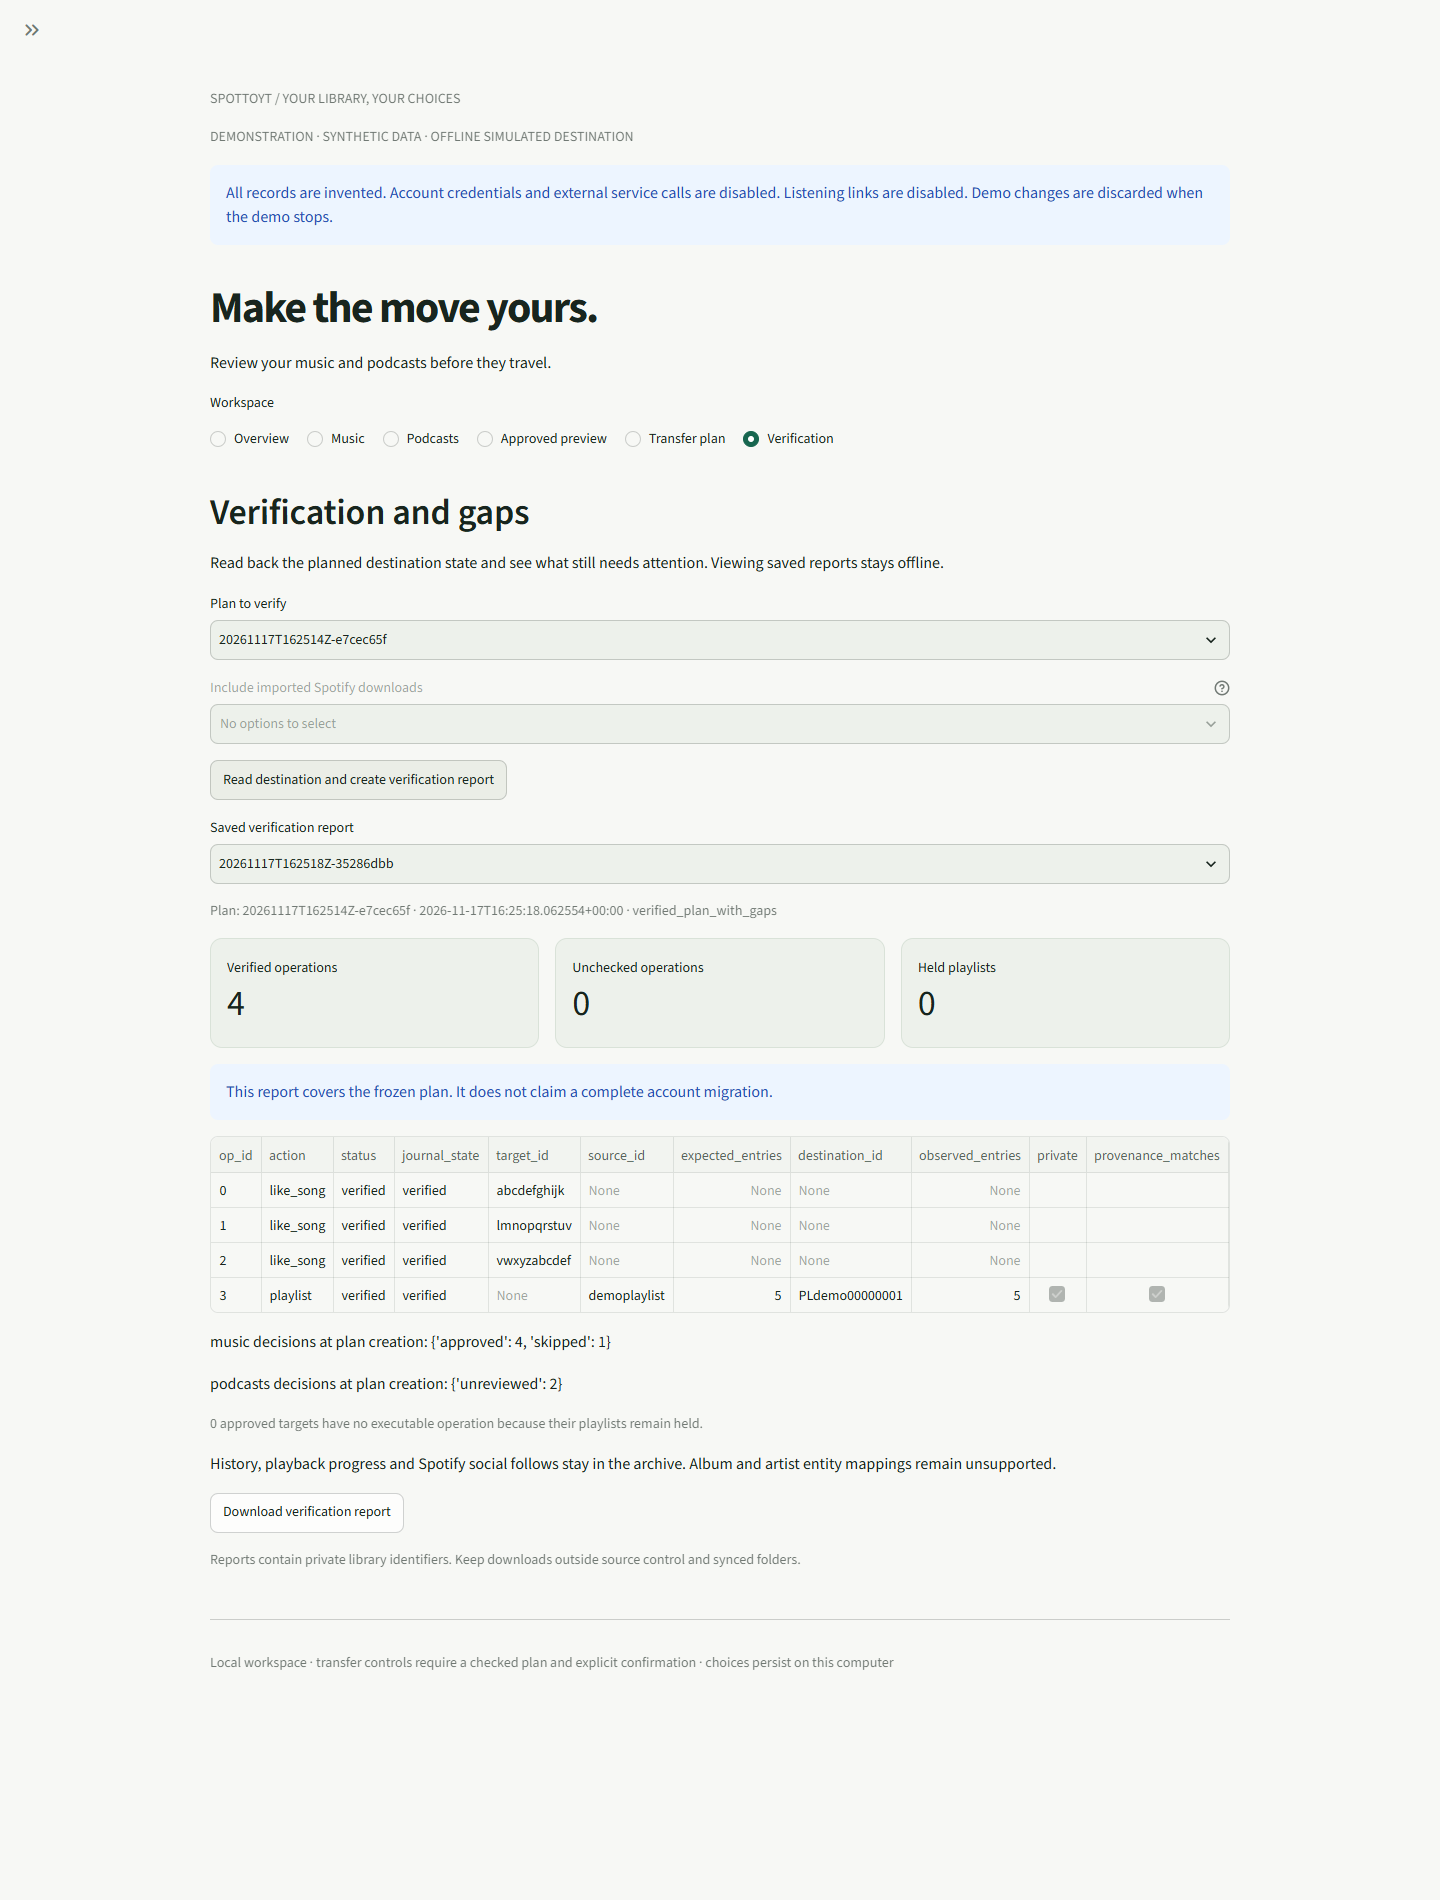 SPOTTOYT / YOUR LIBRARY, YOUR CHOICES
DEMONSTRATION · SYNTHETIC DATA · OFFLINE SIMULATED DESTINATION
All records are invented. Account credentials and external service calls are disabled. Listening links are disabled. Demo changes are discarded when
the demo stops.
Make the move yours.
Review your music and podcasts before they travel.
Workspace
Overview Music Podcasts Approved preview Transfer plan Verification
Verification and gaps
Read back the planned destination state and see what still needs attention. Viewing saved reports stays offline.
Plan to verify
20261117T162514Z-e7cec65f
Include imported Spotify downloads
No options to select
Read destination and create verification report
Saved verification report
20261117T162518Z-35286dbb
Plan: 20261117T162514Z-e7cec65f · 2026-11-17T16:25:18.062554+00:00 · verified_plan_with_gaps
Verified operations Unchecked operations Held playlists
4 0 0
This report covers the frozen plan. It does not claim a complete account migration.
op_id action status journal_state target_id source_id expected_entries destination_id observed_entries private provenance_matches
0 like_song verified verified abcdefghijk None None None None
1 like_song verified verified lmnopqrstuv None None None None
2 like_song verified verified vwxyzabcdef None None None None
3 playlist verified verified None demoplaylist 5 PLdemo00000001 5
music decisions at plan creation: {'approved': 4, 'skipped': 1}
podcasts decisions at plan creation: {'unreviewed': 2}
0 approved targets have no executable operation because their playlists remain held.
History, playback progress and Spotify social follows stay in the archive. Album and artist entity mappings remain unsupported.
Download verification report
Reports contain private library identifiers. Keep downloads outside source control and synced folders.
Local workspace · transfer controls require a checked plan and explicit confirmation · choices persist on this computer